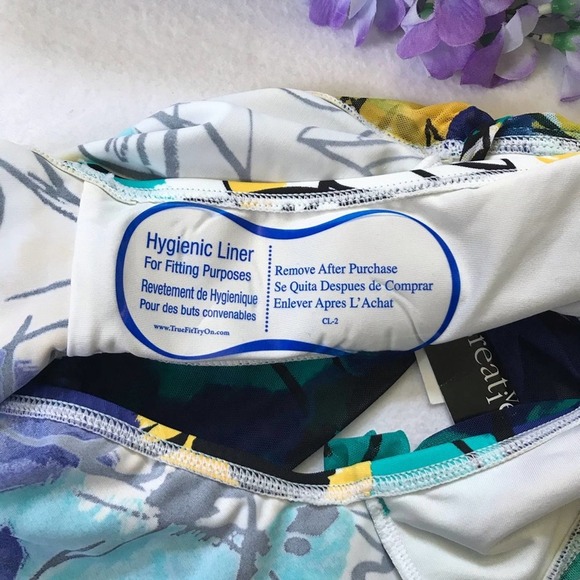 Hygienic Liner
For Fitting Purposes
Revetement de Hygienique
Pour des buts convenables
www.TrueFitTryOn.com
Remove After Purchase
Se Quita Despues de Comprar
Enlever Apres L'Achat
CL-2